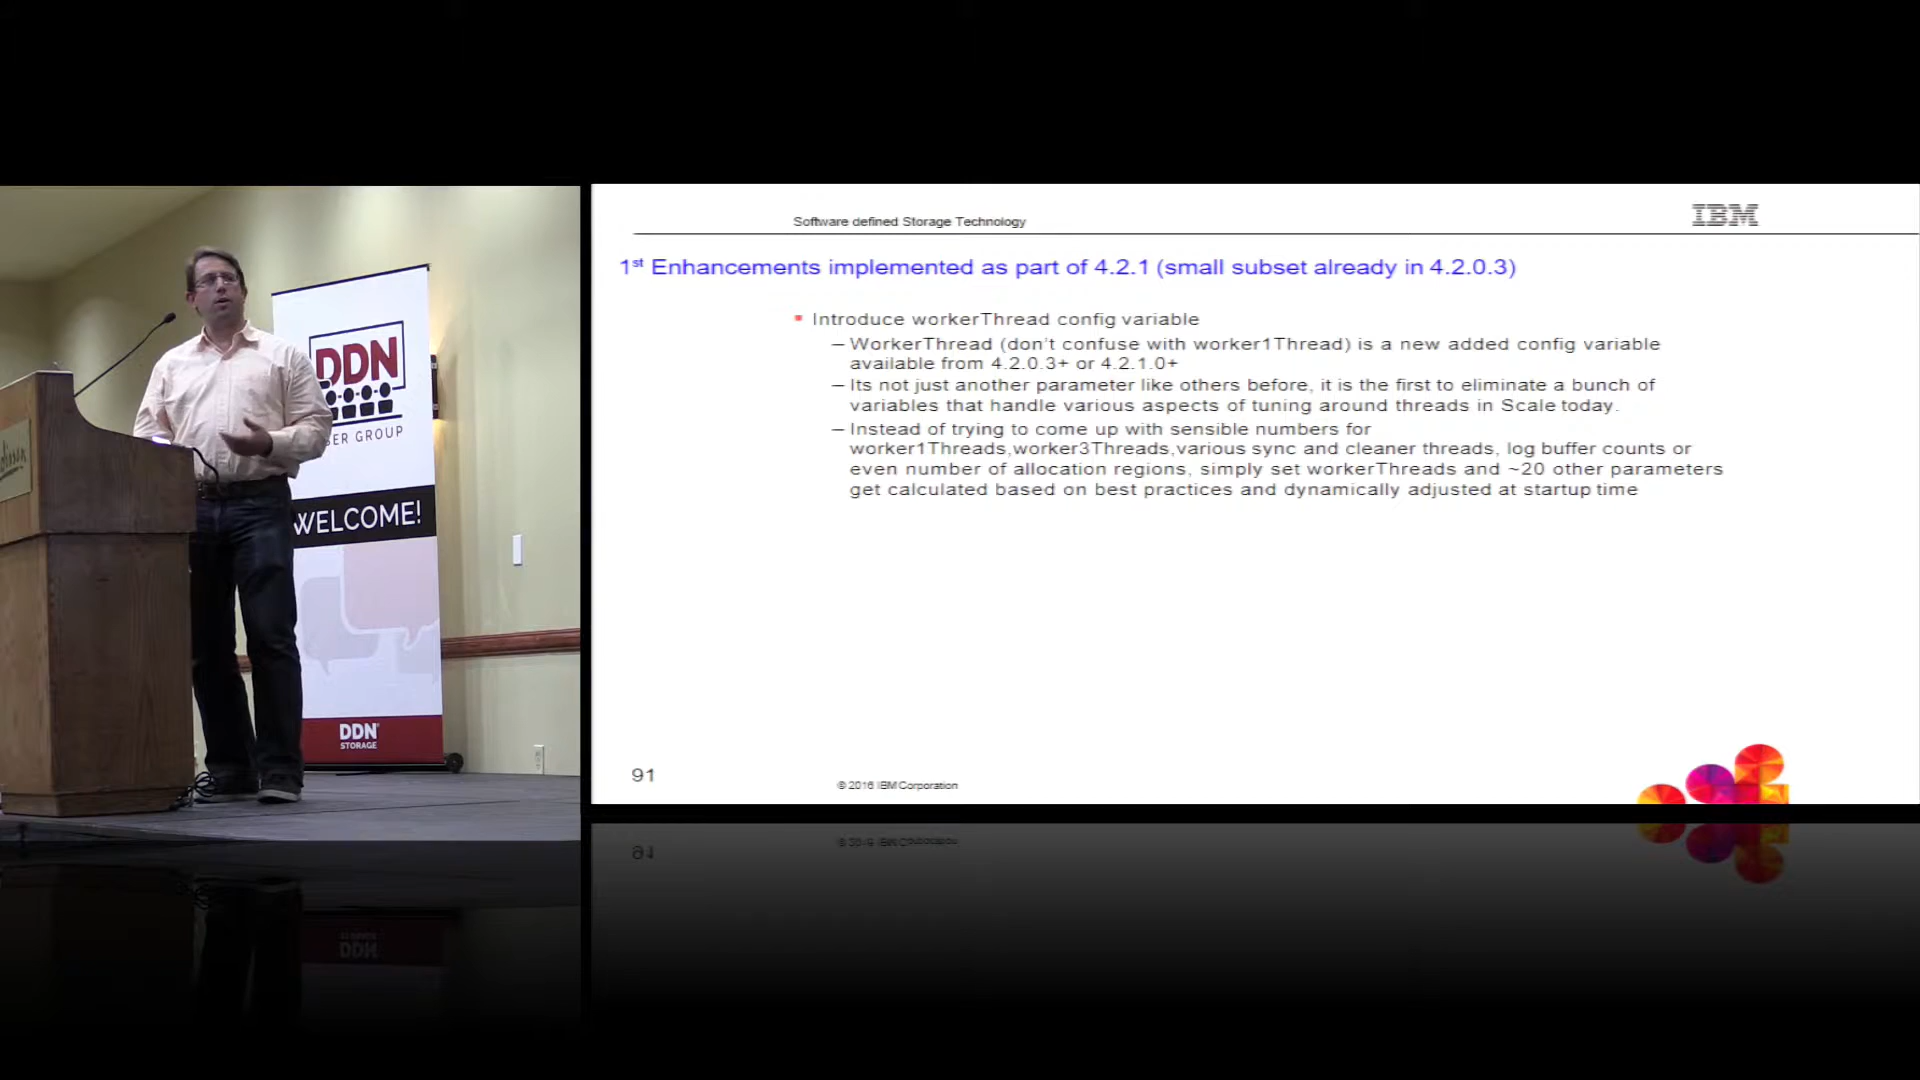 DDN
SER GROUP
WELCOME!
DDN
STORAGE
Software defined Storage Technology
IBM
1st Enhancements implemented as part of 4.2.1 (small subset already in 4.2.0.3)
Introduce workerThread config variable
– WorkerThread (don't confuse with worker1Thread) is a new added config variable
available from 4.2.0.3+ or 4.2.1.0+
– Its not just another parameter like others before, it is the first to eliminate a bunch of
variables that handle various aspects of tuning around threads in Scale today.
– Instead of trying to come up with sensible numbers for
worker1Threads,worker3Threads,various sync and cleaner threads, log buffer counts or
even number of allocation regions, simply set workerThreads and ~20 other parameters
get calculated based on best practices and dynamically adjusted at startup time
91
© 2016 IBM Corporation